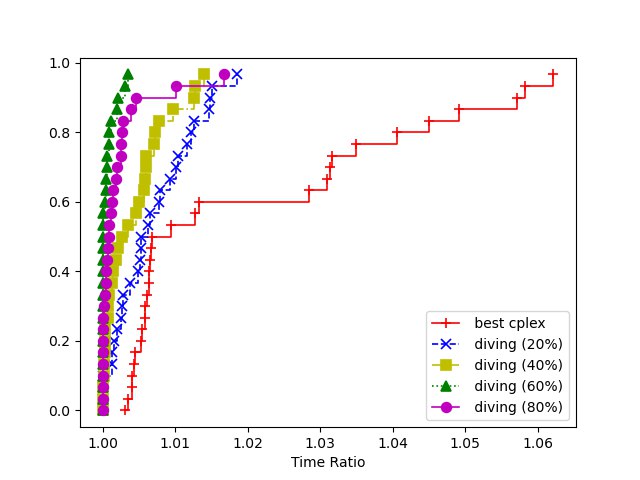 1.0
0.8
0.6
0.4
0.2
0.0
1.00 1.01 1.02 1.03 1.04 1.05 1.06
Time Ratio
best cplex
diving (20%)
diving (40%)
diving (60%)
diving (80%)